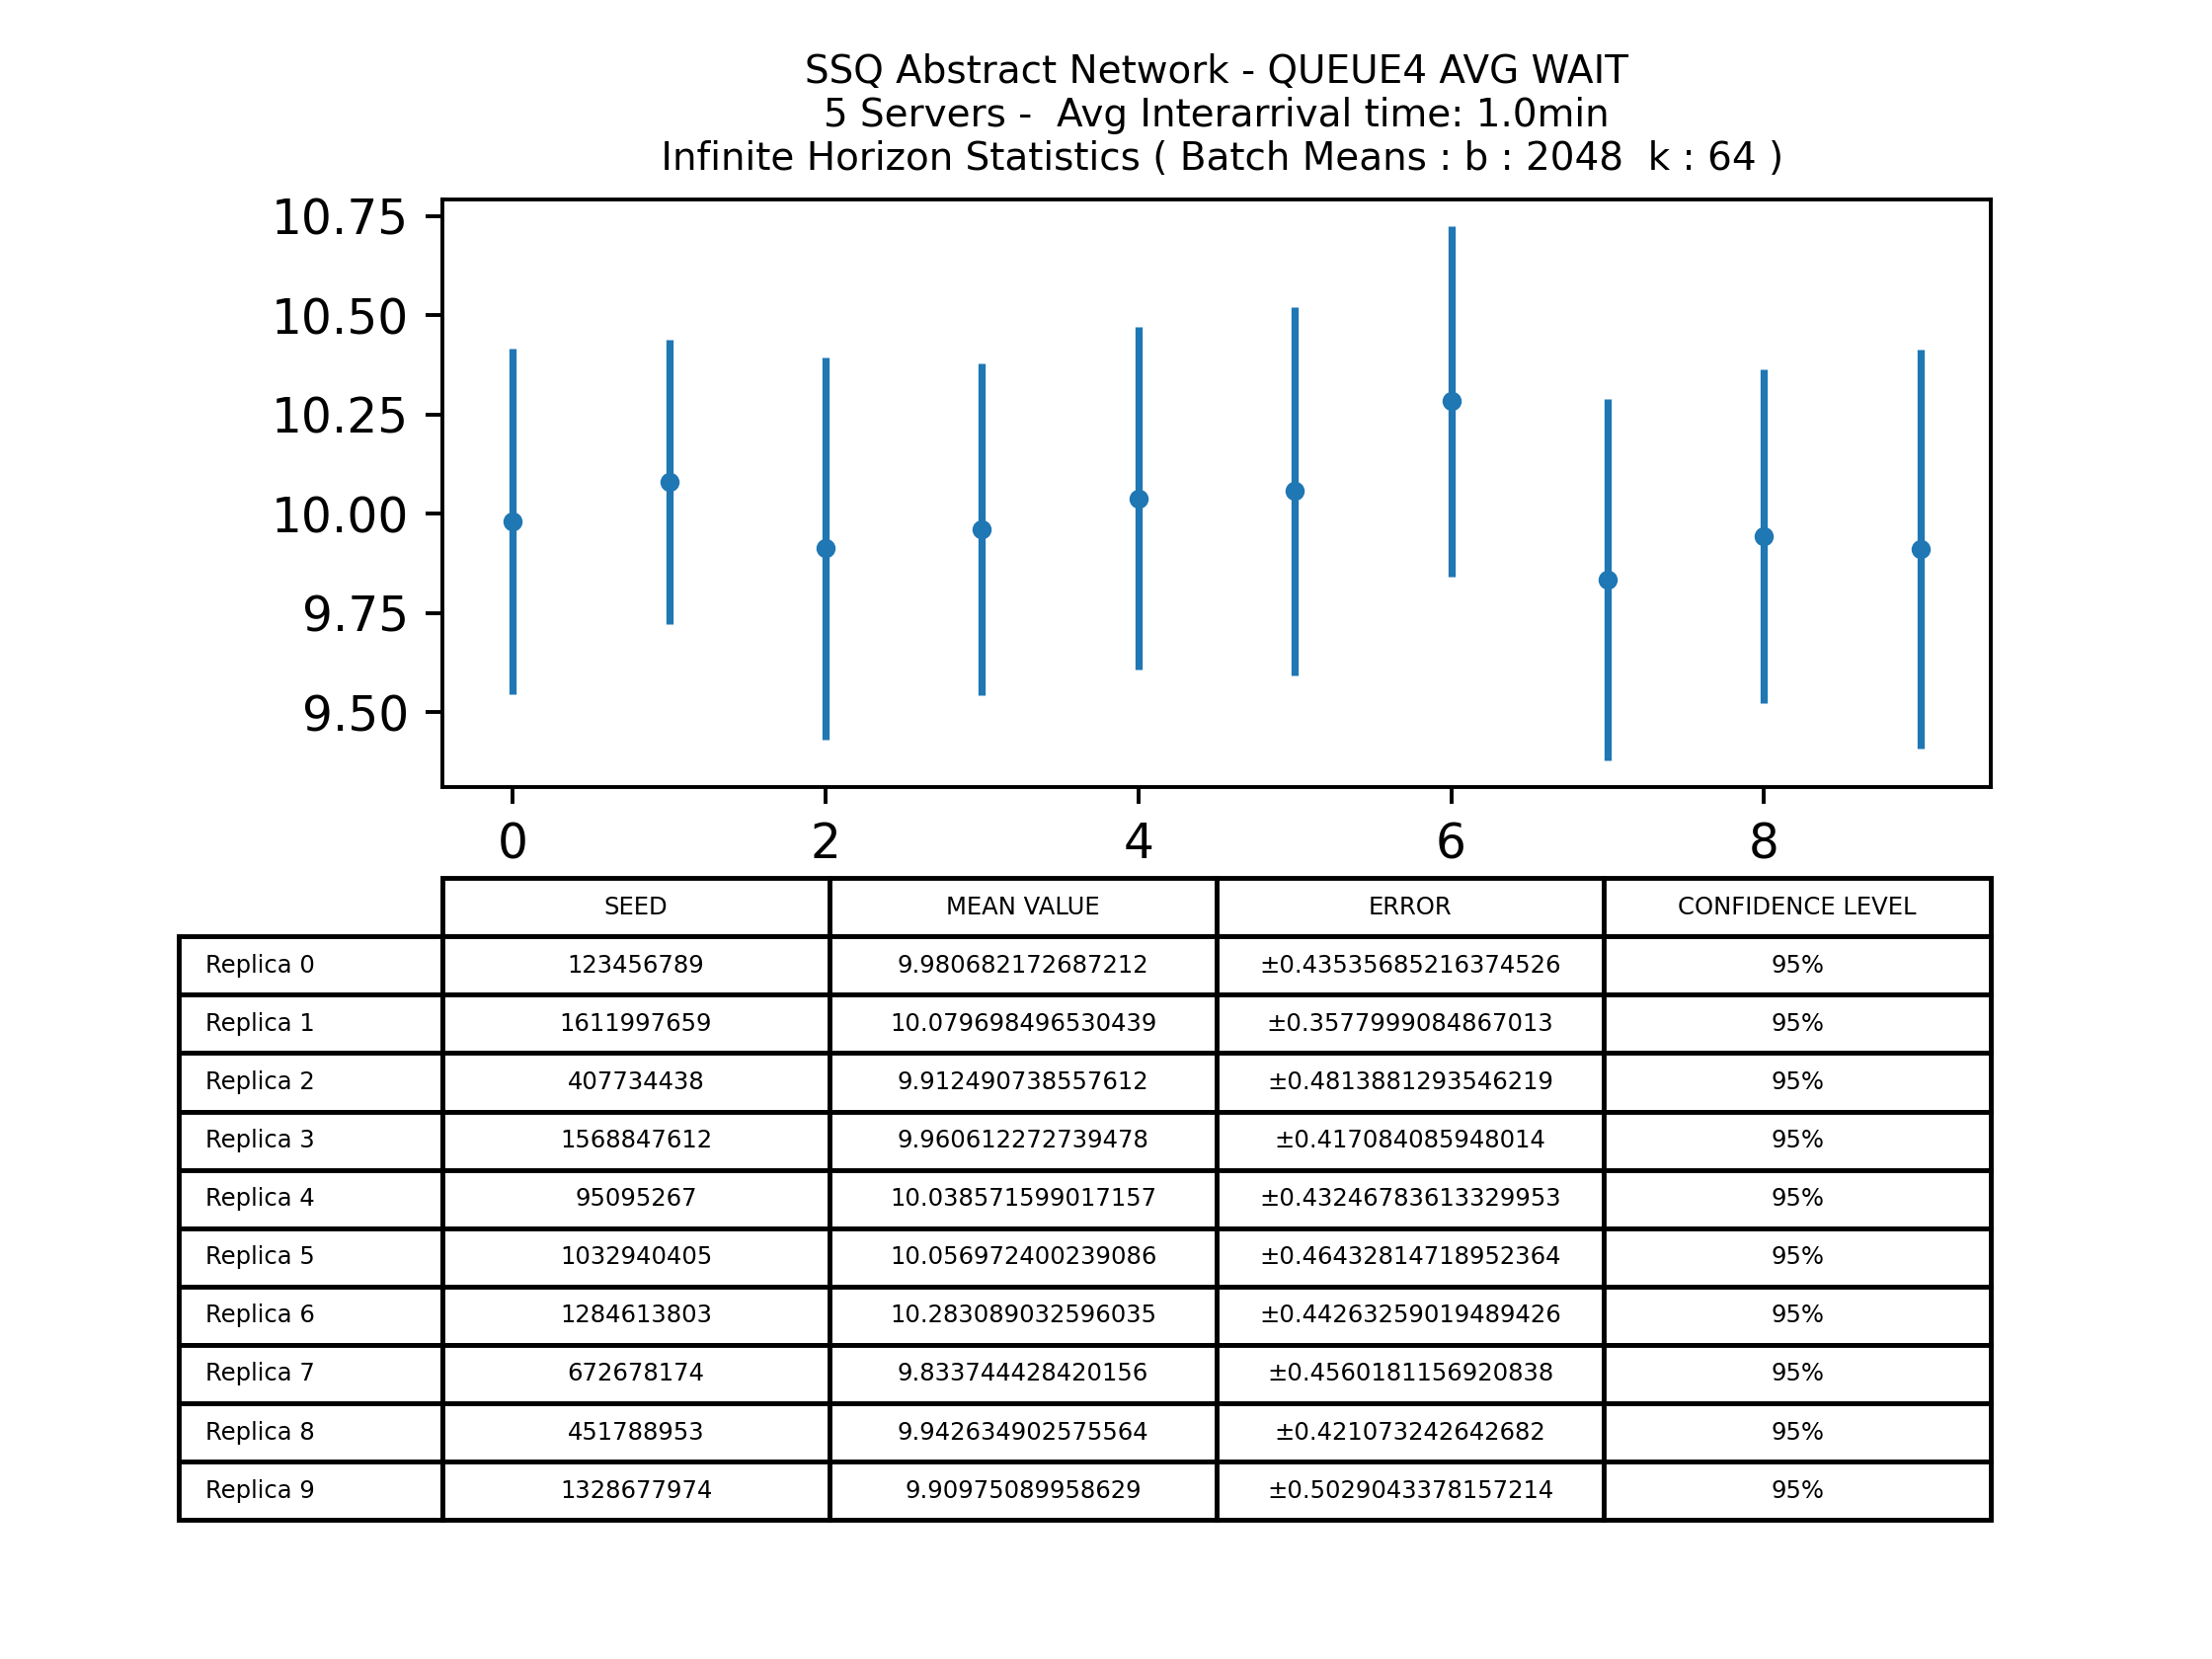 SSQ Abstract Network - QUEUE4 AVG WAIT
5 Servers -  Avg Interarrival time: 1.0min
Infinite Horizon Statistics ( Batch Means : b : 2048  k : 64 )
10.75
10.50
10.25
10.00
9.75
9.50
0 2 4 6 8
SEED MEAN VALUE ERROR CONFIDENCE LEVEL
Replica 0 123456789 9.980682172687212 ±0.43535685216374526 95%
Replica 1 1611997659 10.079698496530439 ±0.3577999084867013 95%
Replica 2 407734438 9.912490738557612 ±0.4813881293546219 95%
Replica 3 1568847612 9.960612272739478 ±0.417084085948014 95%
Replica 4 95095267 10.038571599017157 ±0.43246783613329953 95%
Replica 5 1032940405 10.056972400239086 ±0.46432814718952364 95%
Replica 6 1284613803 10.283089032596035 ±0.44263259019489426 95%
Replica 7 672678174 9.833744428420156 ±0.4560181156920838 95%
Replica 8 451788953 9.942634902575564 ±0.421073242642682 95%
Replica 9 1328677974 9.90975089958629 ±0.5029043378157214 95%